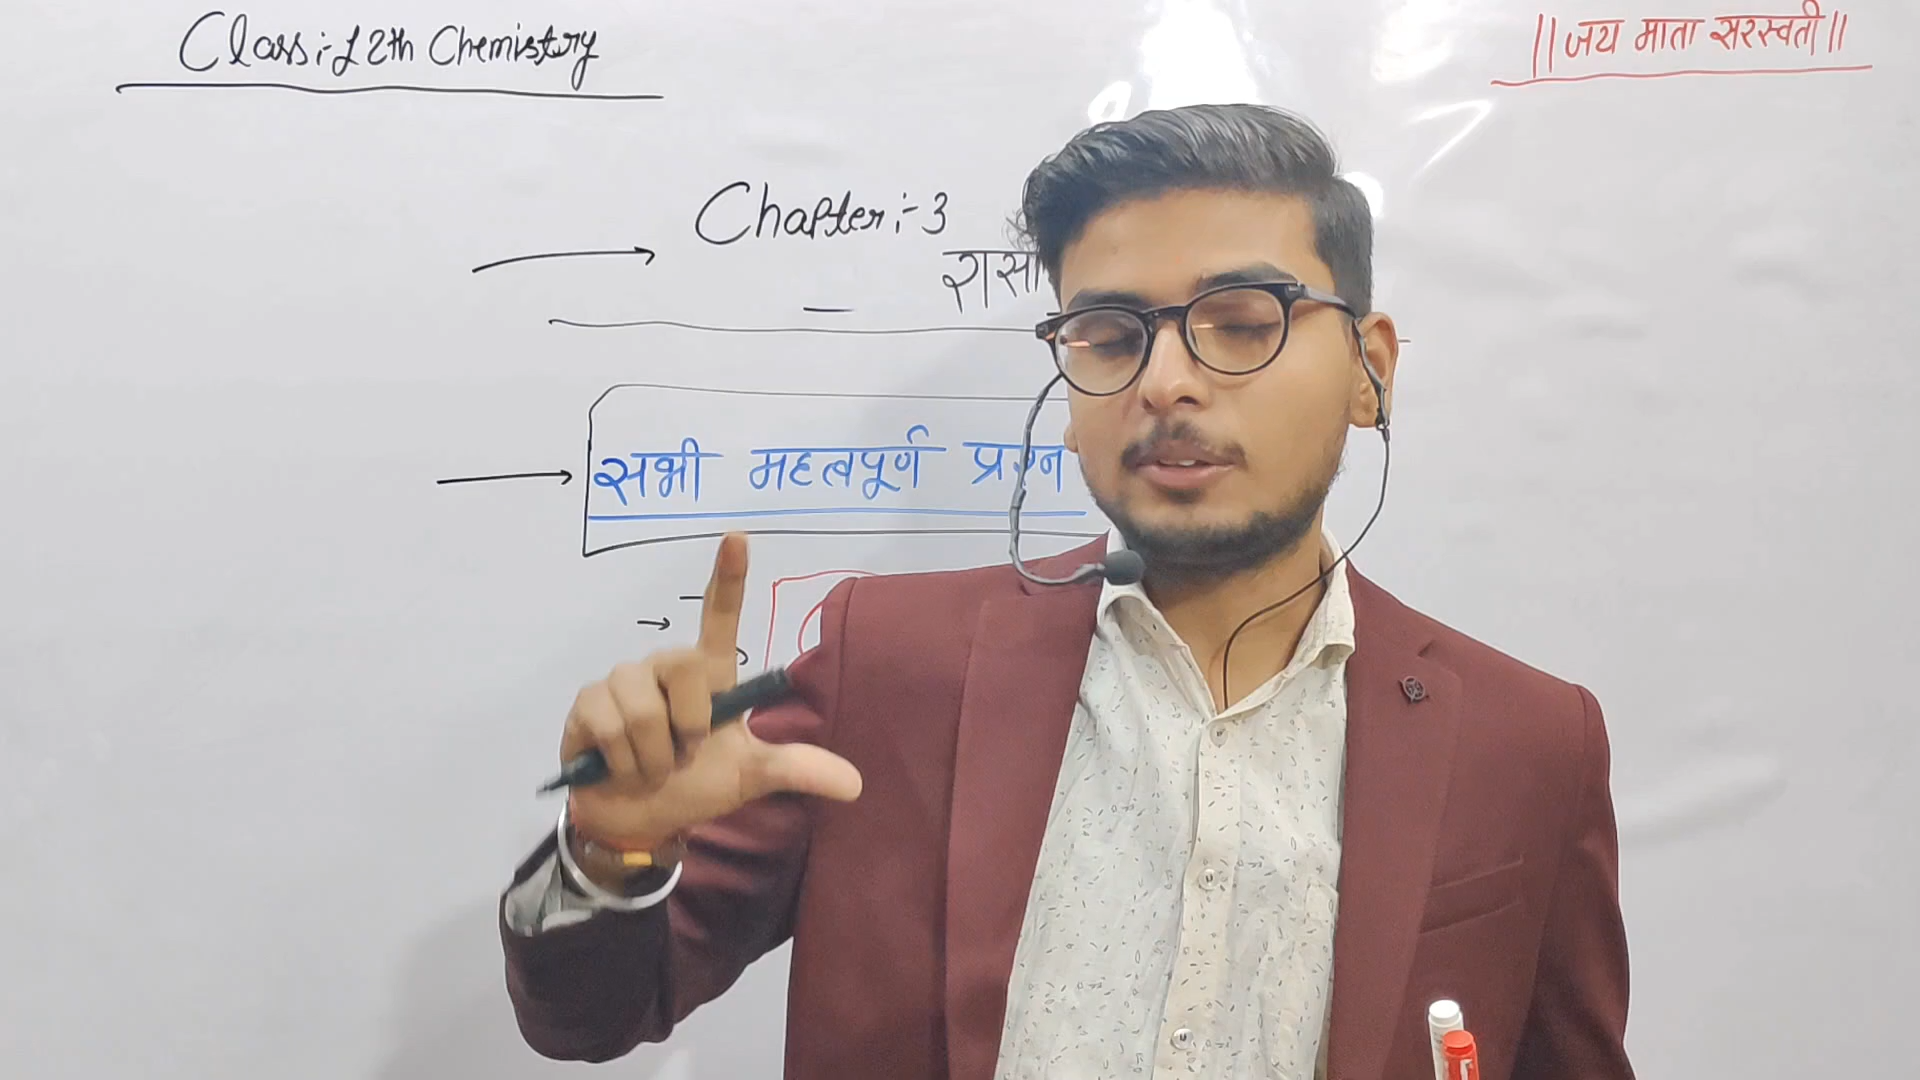 Class:-12th Chemistry
||जय माता सरस्वती||
Chapter:-3
रासा
सभी महत्वपूर्ण प्रश्न